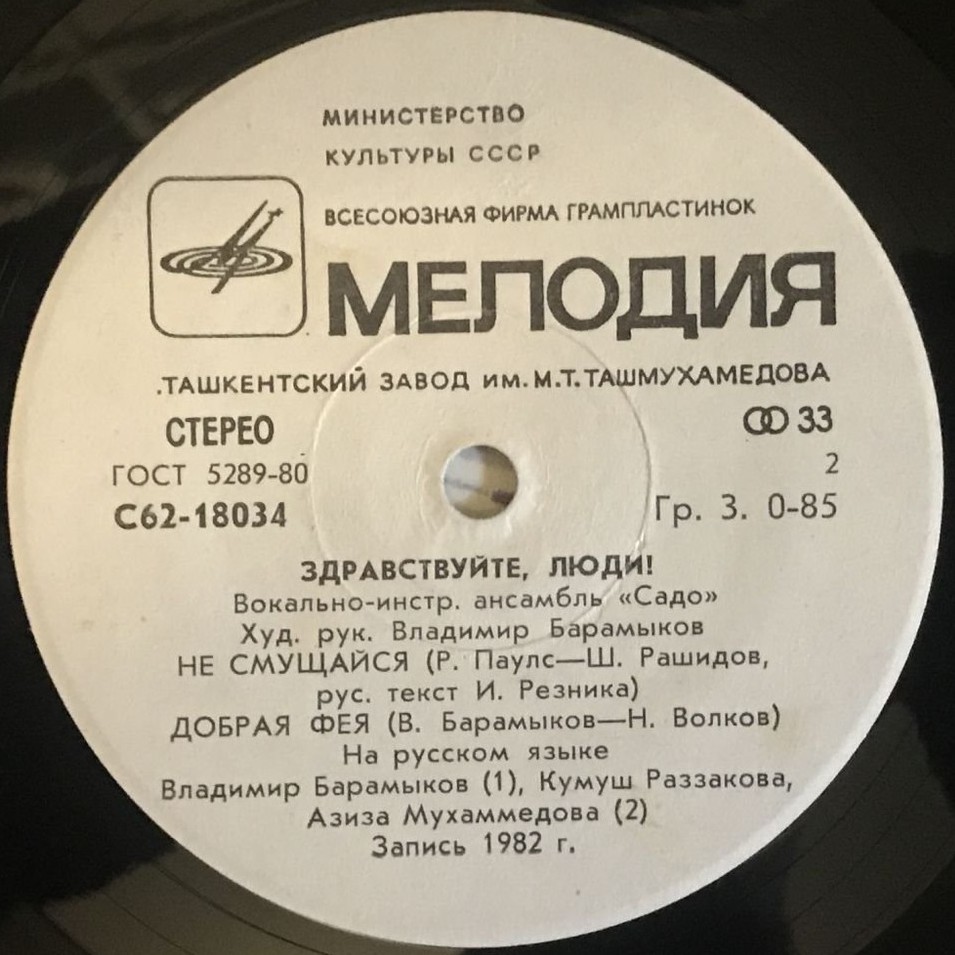 МИНИСТЕРСТВО
КУЛЬТУРЫ СССР
ВСЕСОЮЗНАЯ ФИРМА ГРАМПЛАСТИНОК
МЕЛОДИЯ
.ТАШКЕНТСКИЙ ЗАВОД ИМ. М.Т. ТАШМУХАМЕДОВА
СТЕРЕО
33
ГОСТ 5289-80
2
С62-18034
Гр. 3. 0-85
ЗДРАВСТВУЙТЕ, ЛЮДИ!
Вокально-инстр. ансамбль «Садо»
Худ. рук. Владимир Барамыков
НЕ СМУЩАЙСЯ (Р. Паулс—Ш. Рашидов,
рус. текст И. Резника)
ДОБРАЯ ФЕЯ (В. Барамыков—Н. Волков)
На русском языке
Владимир Барамыков (1), Кумуш Раззакова,
Азиза Мухаммедова (2)
Запись 1982 г.